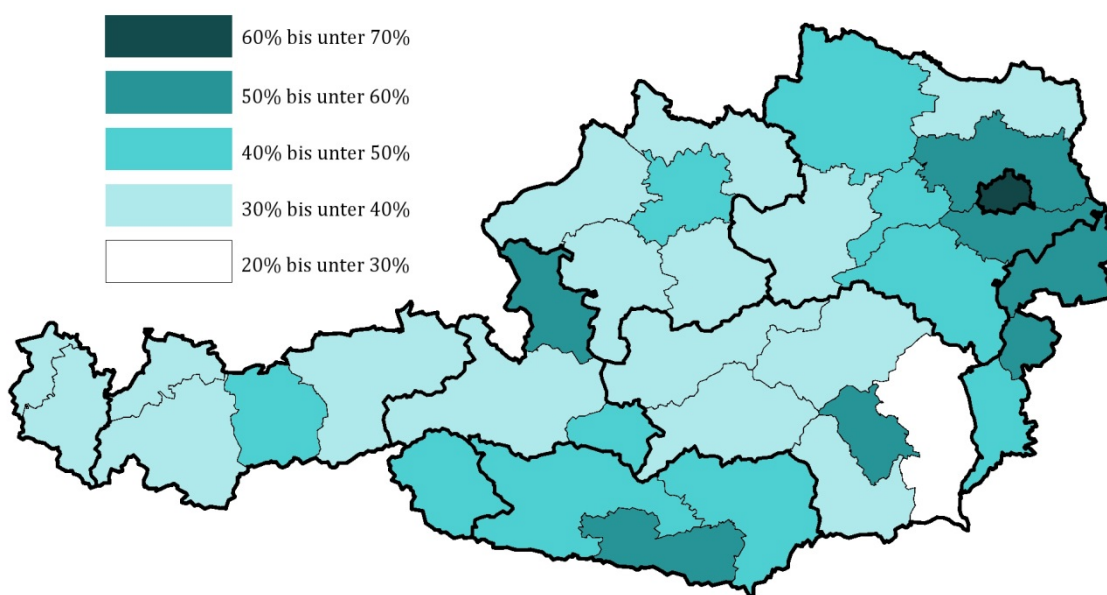 60% bis unter 70%
50% bis unter 60%
40% bis unter 50%
30% bis unter 40%
20% bis unter 30%